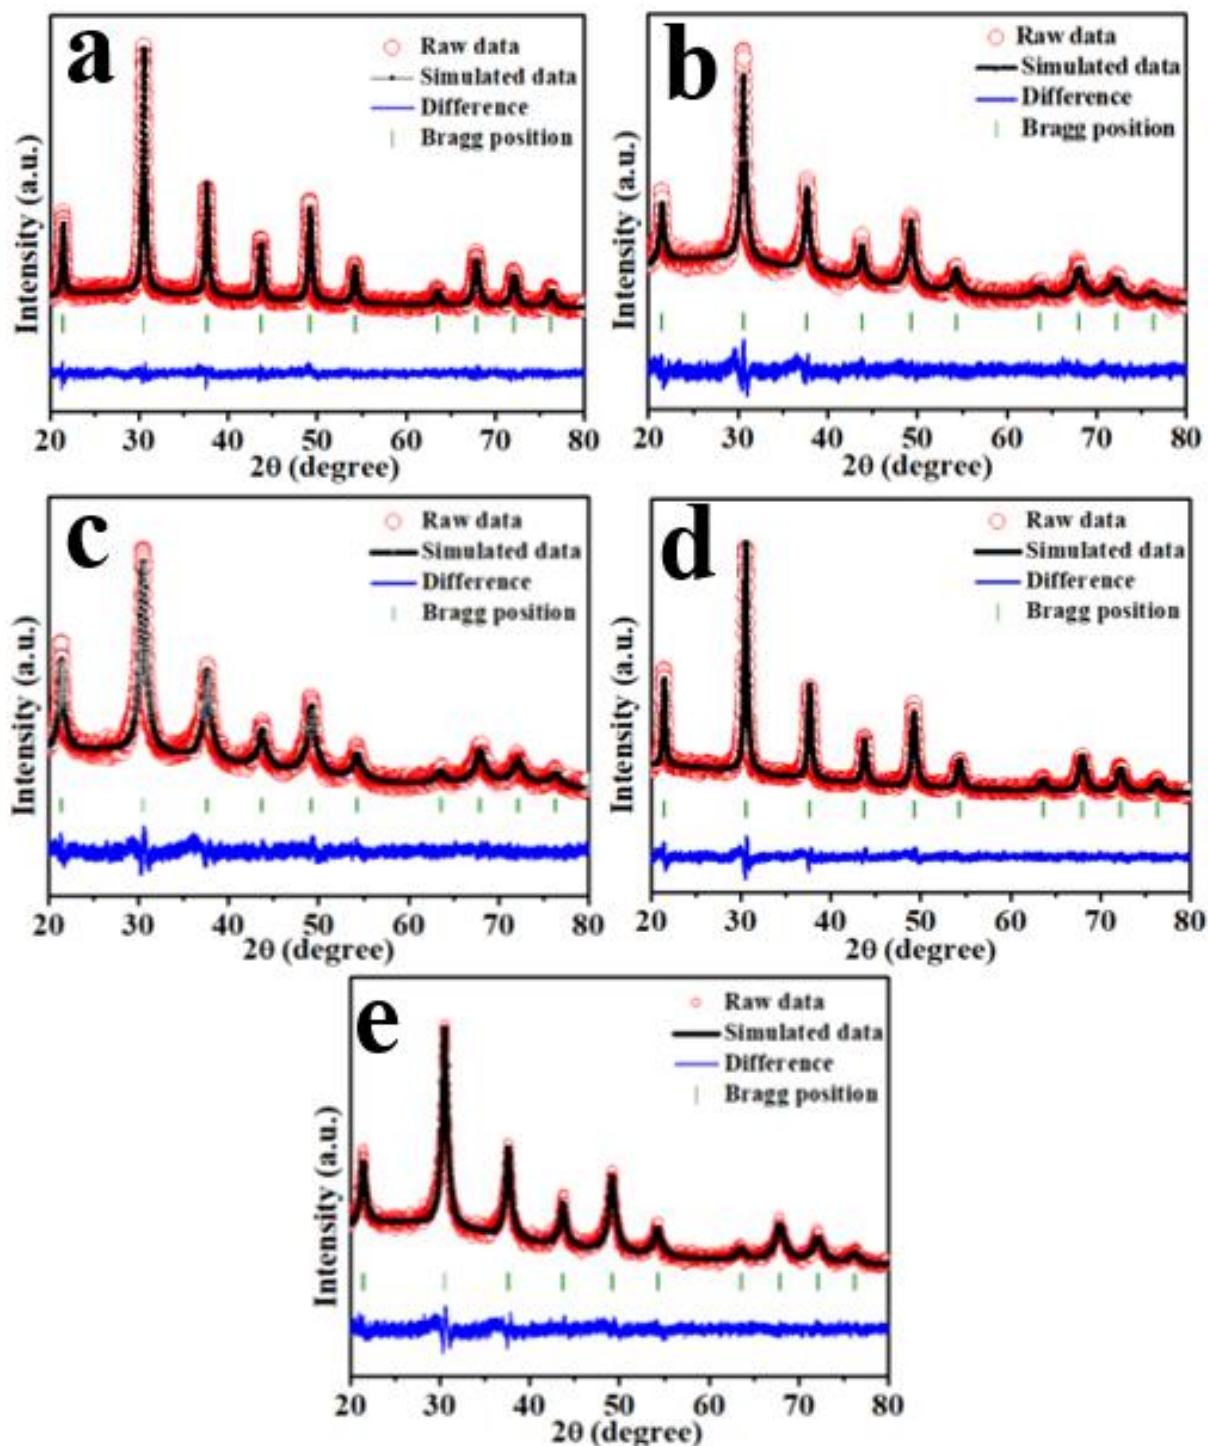 a
Raw data
Simulated data
Difference
Bragg position
Intensity (a.u.)
20 30 40 50 60 70 80
2θ (degree)
b
Raw data
Simulated data
Difference
Bragg position
Intensity (a.u.)
20 30 40 50 60 70 80
2θ (degree)
c
Raw data
Simulated data
Difference
Bragg position
Intensity (a.u.)
20 30 40 50 60 70 80
2θ (degree)
d
Raw data
Simulated data
Difference
Bragg position
Intensity (a.u.)
20 30 40 50 60 70 80
2θ (degree)
e
Raw data
Simulated data
Difference
Bragg position
Intensity (a.u.)
20 30 40 50 60 70 80
2θ (degree)